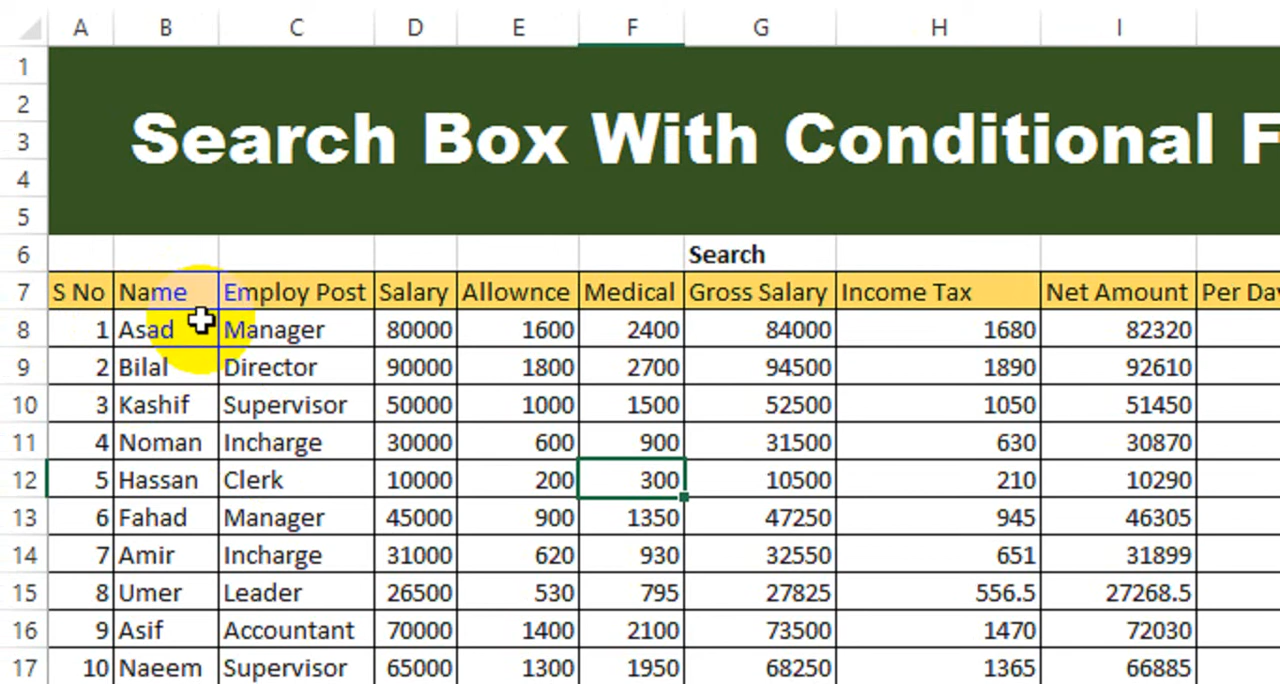 A B C D E F G H I
1
2
3 Search Box With Conditional F
4
5
6 Search
7 S No Name Employ Post Salary Allownce Medical Gross Salary Income Tax Net Amount Per Da
8 1 Asad Manager 80000 1600 2400 84000 1680 82320
9 2 Bilal Director 90000 1800 2700 94500 1890 92610
10 3 Kashif Supervisor 50000 1000 1500 52500 1050 51450
11 4 Noman Incharge 30000 600 900 31500 630 30870
12 5 Hassan Clerk 10000 200 300 10500 210 10290
13 6 Fahad Manager 45000 900 1350 47250 945 46305
14 7 Amir Incharge 31000 620 930 32550 651 31899
15 8 Umer Leader 26500 530 795 27825 556.5 27268.5
16 9 Asif Accountant 70000 1400 2100 73500 1470 72030
17 10 Naeem Supervisor 65000 1300 1950 68250 1365 66885